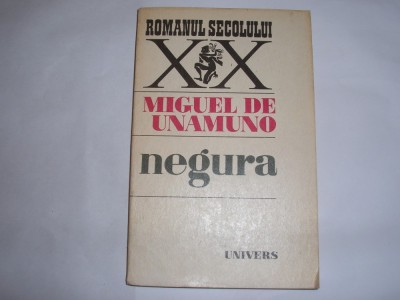 ROMANUL SECOLULUI
XX
MIGUEL DE
UNAMUNO
negura
UNIVERS